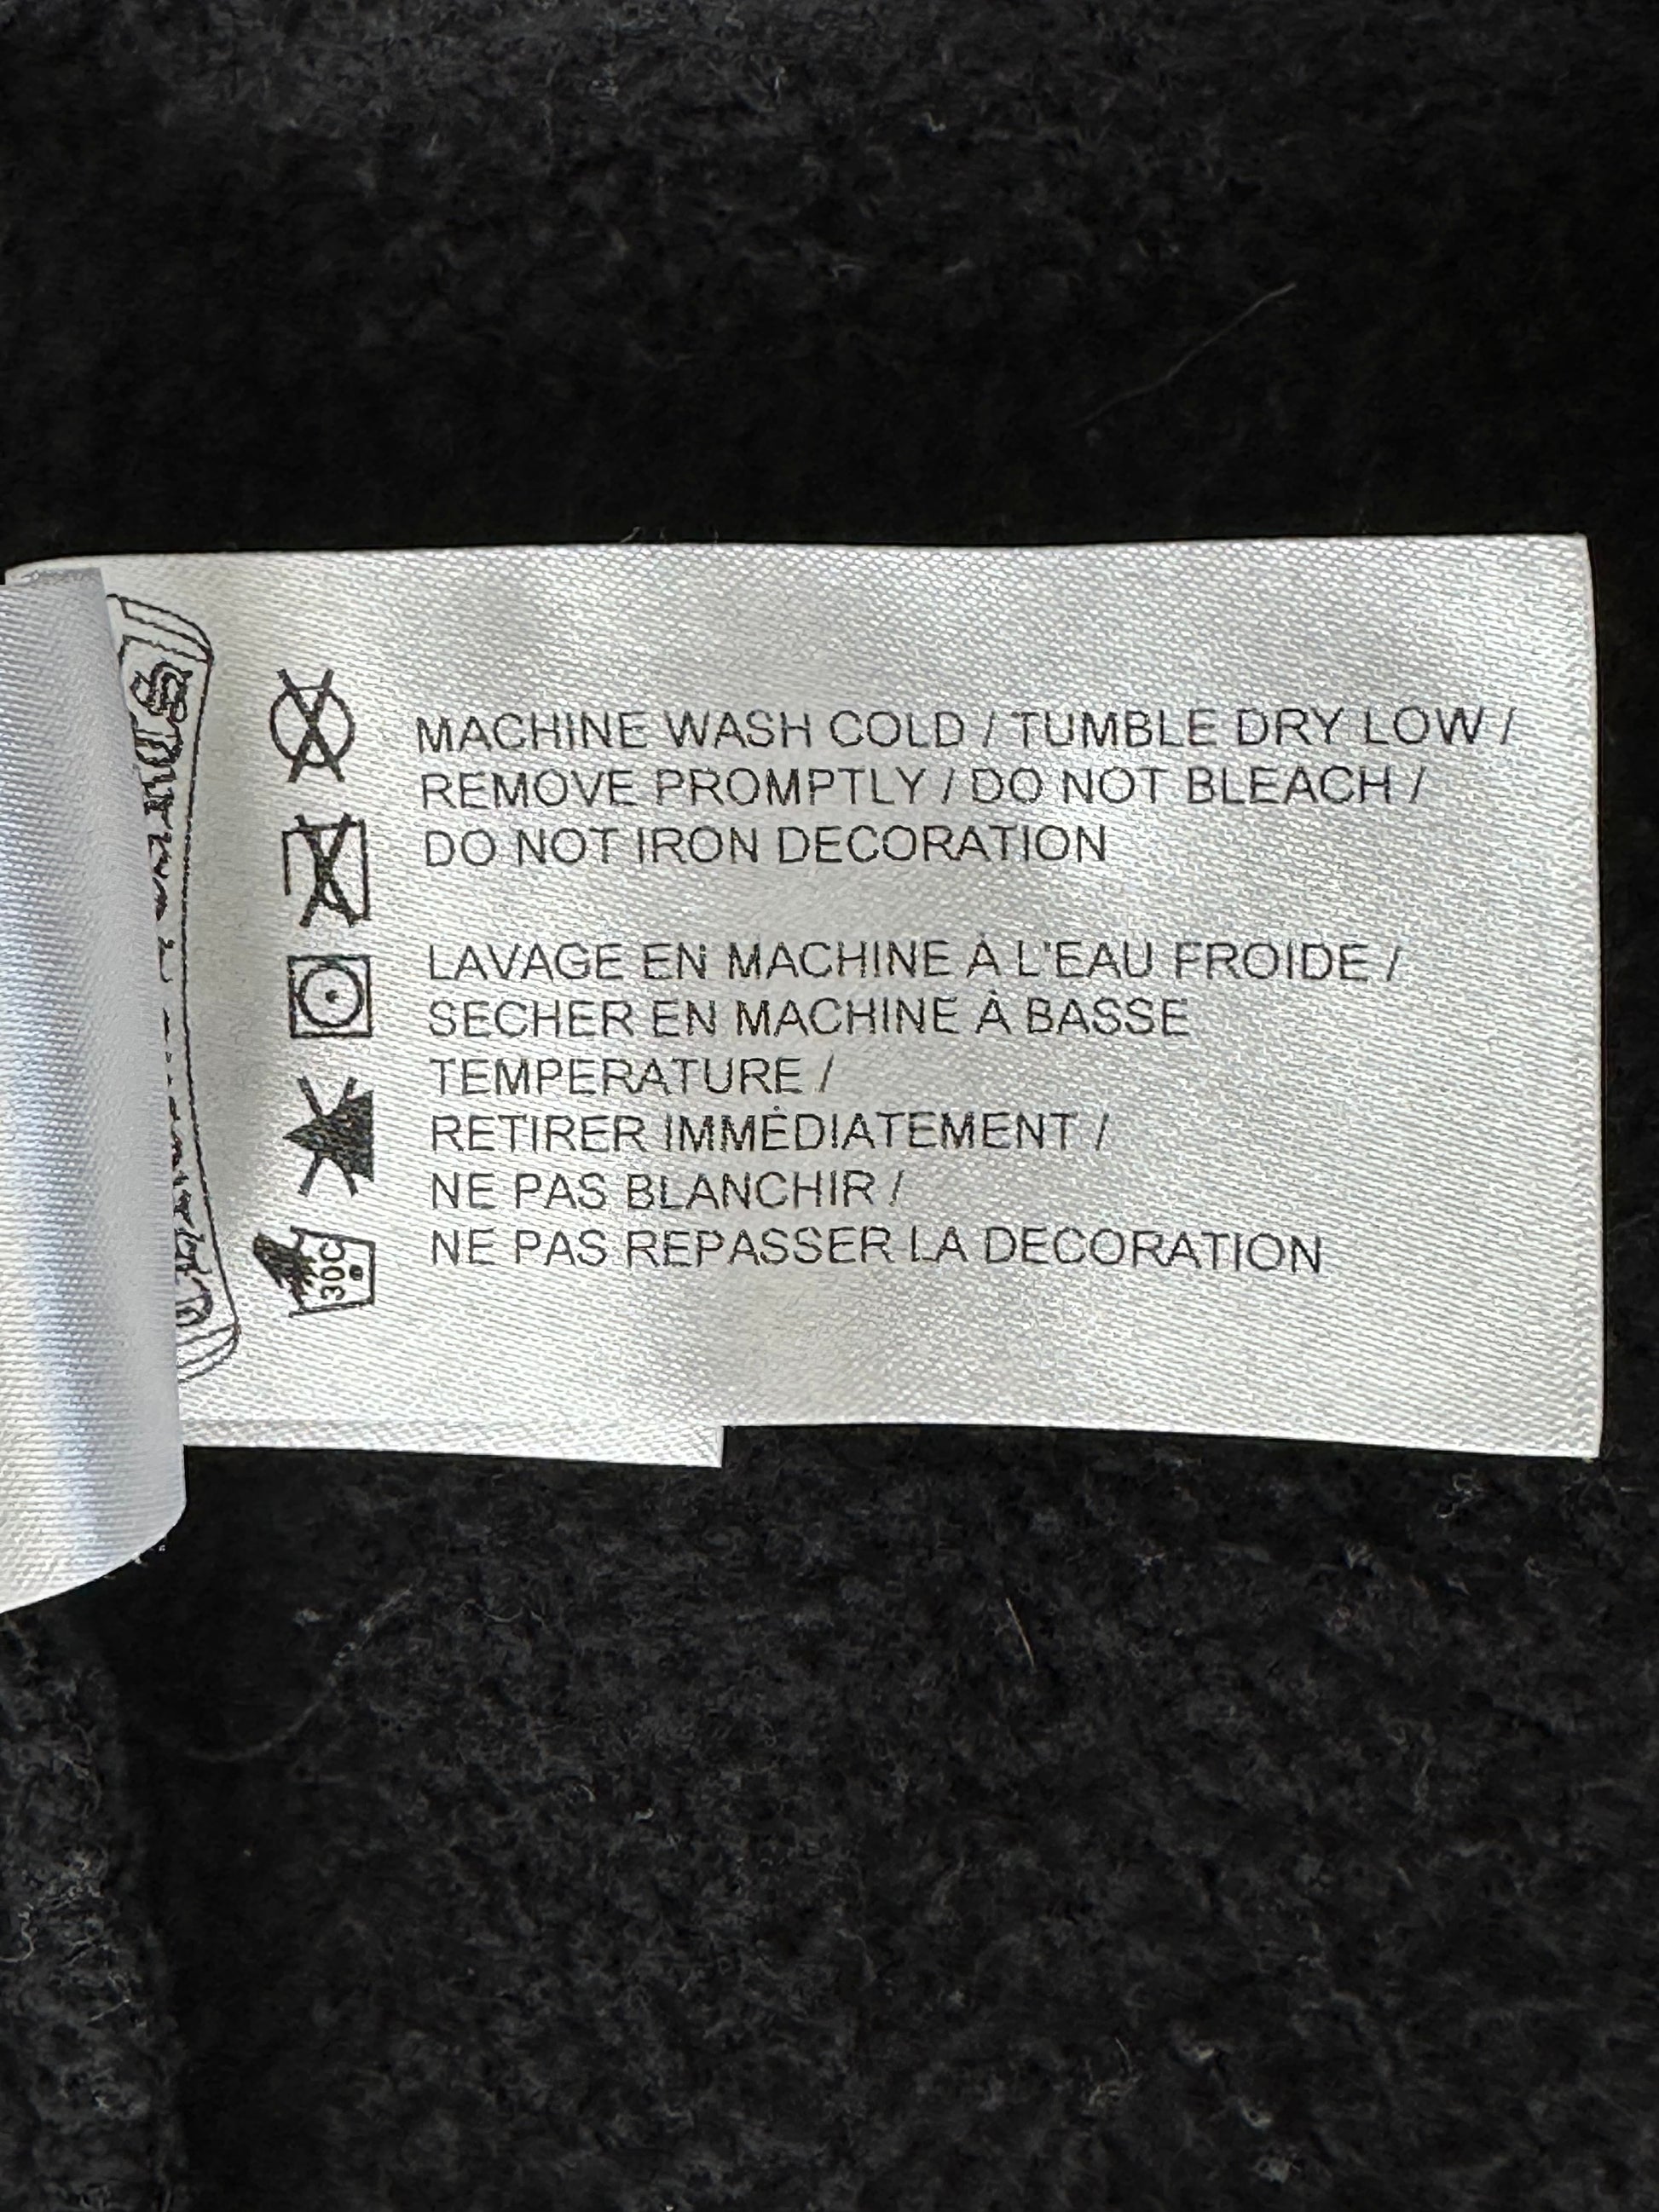 MACHINE WASH COLD / TUMBLE DRY LOW /
REMOVE PROMPTLY / DO NOT BLEACH /
DO NOT IRON DECORATION
LAVAGE EN MACHINE À L'EAU FROIDE /
SECHER EN MACHINE À BASSE
TEMPERATURE /
RETIRER IMMÉDIATEMENT /
NE PAS BLANCHIR /
NE PAS REPASSER LA DECORATION
30C